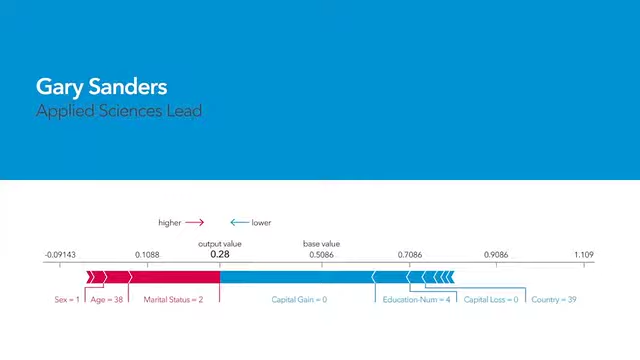 Gary Sanders
Applied Sciences Lead
higher lower
output value base value
-0.09143 0.1088 0.28 0.5086 0.7086 0.9086 1.109
Sex = 1 Age = 38 Marital Status = 2 Capital Gain = 0 Education-Num = 4 Capital Loss = 0 Country = 39